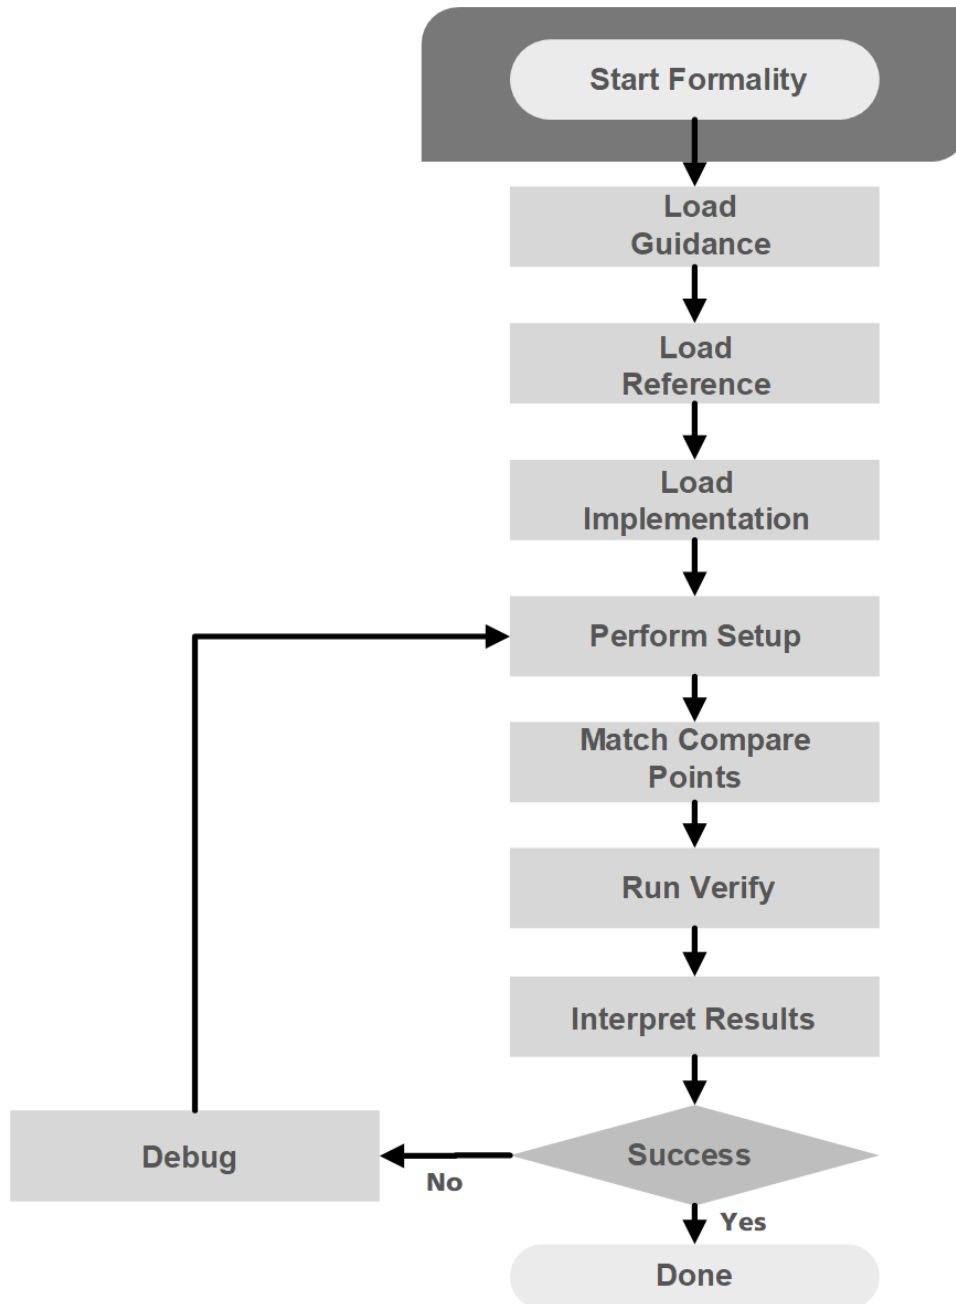 Start Formality
Load
Guidance
Load
Reference
Load
Implementation
Perform Setup
Match Compare
Points
Run Verify
Interpret Results
Success
Debug
No
Yes
Done